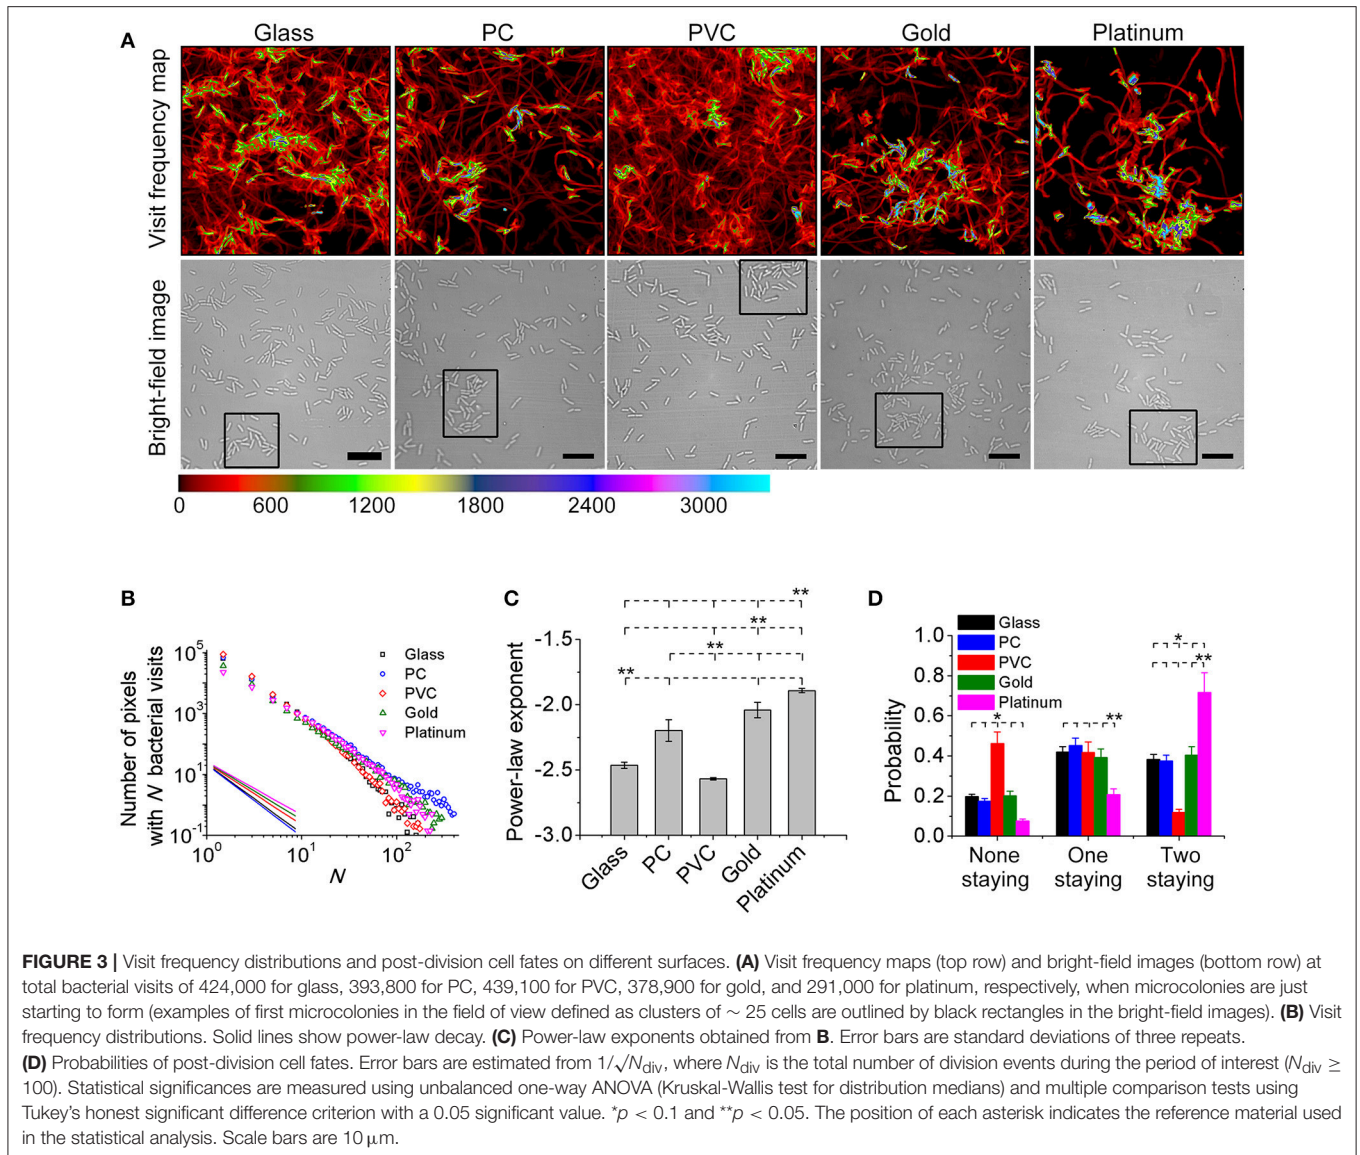 Glass PC PVC Gold Platinum
A
Visit frequency map
Bright-field image
0 600 1200 1800 2400 3000
B
Number of pixels
with N bacterial visits
10^5
10^3
10^1
10^-1
10^0 10^1 10^2
N
Glass
PC
PVC
Gold
Platinum
C
Power-law exponent
-1.5
-2.0
-2.5
-3.0
**
**
**
**
Glass PC PVC Gold Platinum
D
Probability
1.0
0.8
0.6
0.4
0.2
0.0
Glass
PC
PVC
Gold
Platinum
*
**
*
**
None staying
One staying
Two staying
FIGURE 3 | Visit frequency distributions and post-division cell fates on different surfaces. (A) Visit frequency maps (top row) and bright-field images (bottom row) at
total bacterial visits of 424,000 for glass, 393,800 for PC, 439,100 for PVC, 378,900 for gold, and 291,000 for platinum, respectively, when microcolonies are just
starting to form (examples of first microcolonies in the field of view defined as clusters of ∼ 25 cells are outlined by black rectangles in the bright-field images). (B) Visit
frequency distributions. Solid lines show power-law decay. (C) Power-law exponents obtained from B. Error bars are standard deviations of three repeats.
(D) Probabilities of post-division cell fates. Error bars are estimated from 1/√Ndiv, where Ndiv is the total number of division events during the period of interest (Ndiv ≥
100). Statistical significances are measured using unbalanced one-way ANOVA (Kruskal-Wallis test for distribution medians) and multiple comparison tests using
Tukey's honest significant difference criterion with a 0.05 significant value. *p < 0.1 and **p < 0.05. The position of each asterisk indicates the reference material used
in the statistical analysis. Scale bars are 10 μm.